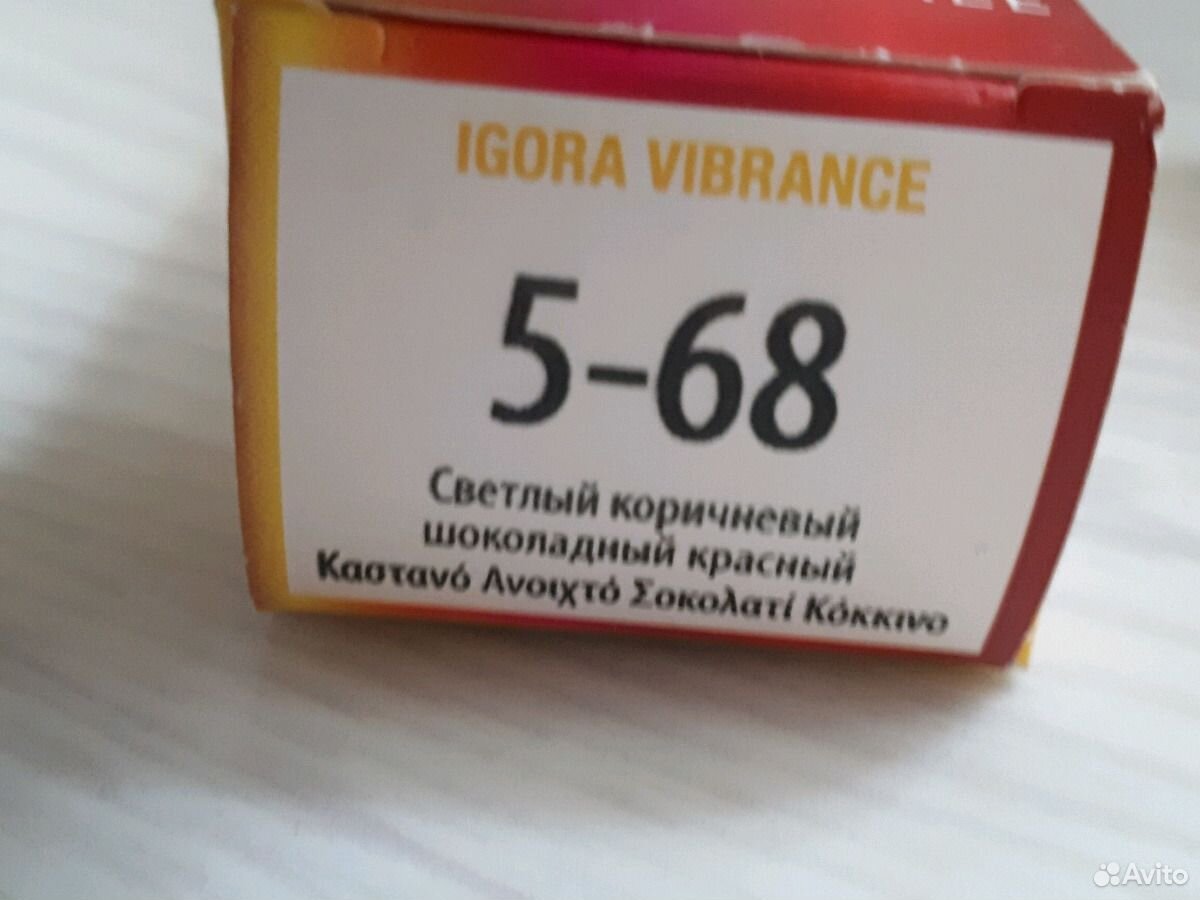 IGORA VIBRANCE
5-68
Светлый коричневый
шоколадный красный
Καστανό Ανοιχτό Σοκολατί Κόκκινο
Avito